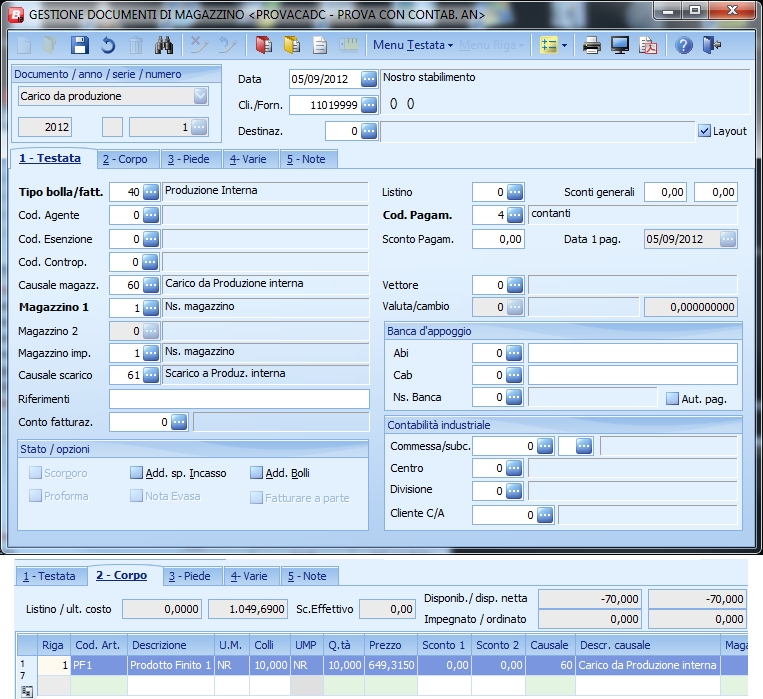 GESTIONE DOCUMENTI DI MAGAZZINO <PROVACADC - PROVA CON CONTAB. AN>
Menu Testata Menu Riga
Documento / anno / serie / numero
Carico da produzione
2012 1
Data 05/09/2012 Nostro stabilimento
Cli./Forn. 11019999 0 0
Destinaz. 0 Layout
1 - Testata 2 - Corpo 3 - Piede 4- Varie 5 - Note
Tipo bolla/fatt. 40 Produzione Interna Listino 0 Sconti generali 0,00 0,00
Cod. Agente 0 Cod. Pagam. 4 contanti
Cod. Esenzione 0 Sconto Pagam. 0,00 Data 1 pag. 05/09/2012
Cod. Controp. 0
Causale magazz. 60 Carico da Produzione interna Vettore 0
Magazzino 1 1 Ns. magazzino Valuta/cambio 0 0,000000000
Magazzino 2 0 Banca d'appoggio
Magazzino imp. 1 Ns. magazzino Abi 0
Causale scarico 61 Scarico a Produz. interna Cab 0
Riferimenti Ns. Banca 0 Aut. pag.
Conto fatturaz. 0 Contabilità industriale
Stato / opzioni Commessa/subc. 0
Scorporo Add. sp. Incasso Add. Bolli Centro 0
Proforma Nota Evasa Fatturare a parte Divisione 0
Cliente C/A 0
1 - Testata 2 - Corpo 3 - Piede 4- Varie 5 - Note
Listino / ult. costo 0,0000 1.049,6900 Sc.Effettivo 0,00 Disponib./ disp. netta -70,000 -70,000
Impegnato / ordinato 0,000 0,000
Riga Cod. Art. Descrizione U.M. Colli UMP Q.tà Prezzo Sconto 1 Sconto 2 Causale Descr. causale Maga
1 1 PF1 Prodotto Finito 1 NR 10,000 NR 10,000 649,3150 0,00 0,00 60 Carico da Produzione interna
7